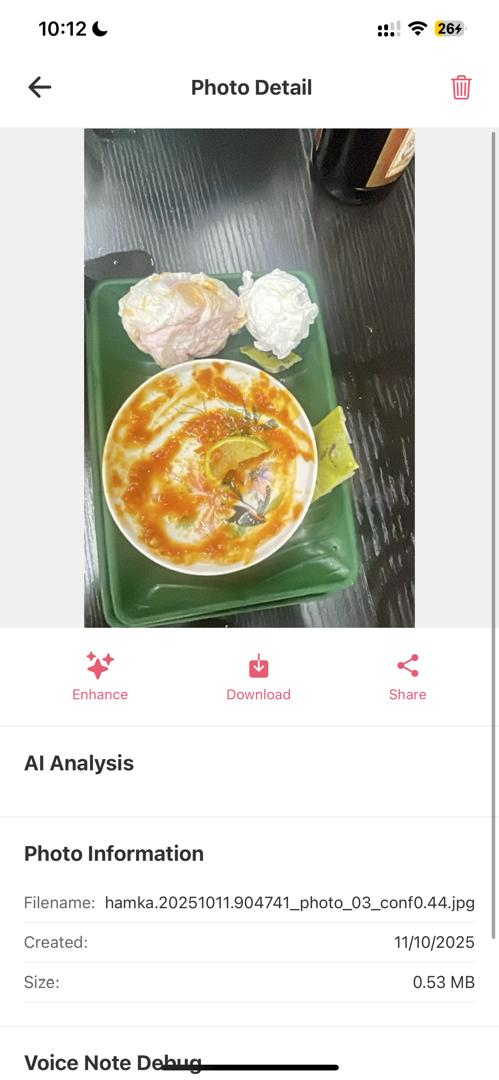 10:12
26
Photo Detail
Enhance
Download
Share
AI Analysis
Photo Information
Filename: hamka.20251011.904741_photo_03_conf0.44.jpg
Created: 11/10/2025
Size: 0.53 MB
Voice Note Debug